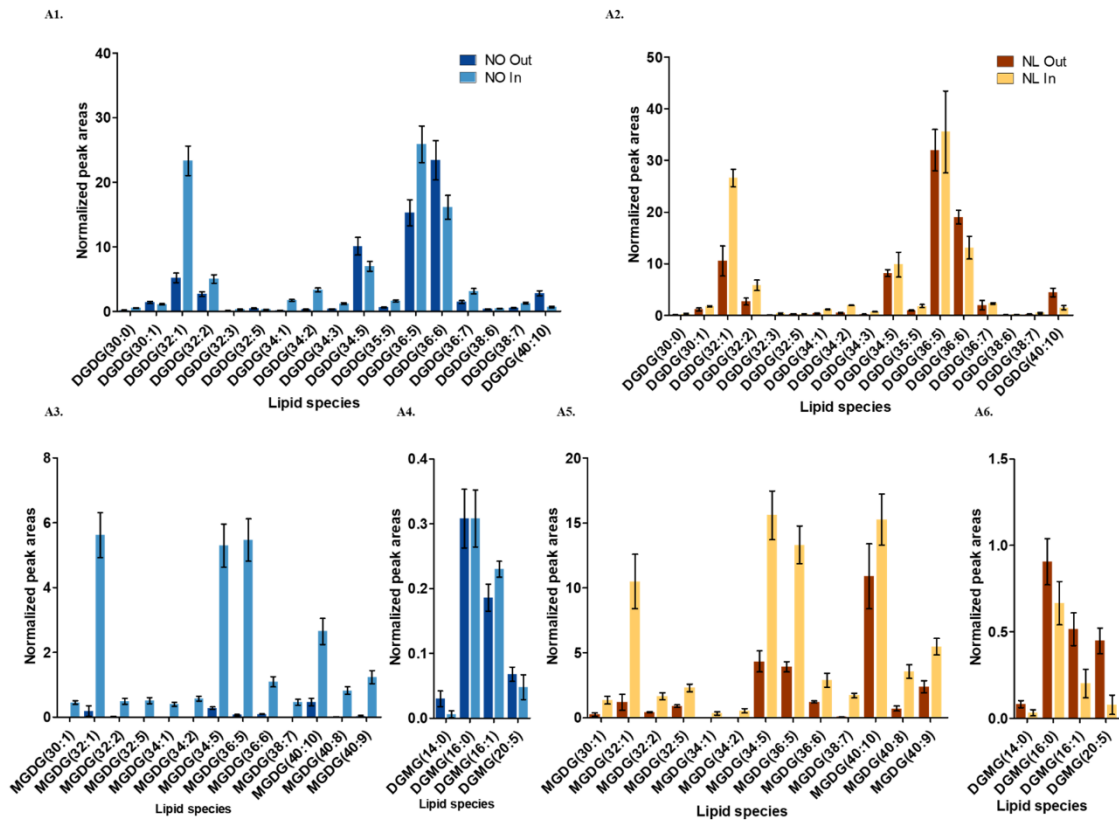 A1.
A2.
40
30
20
10
0
Normalized peak areas
NO Out
NO In
DGDG(30:0)
DGDG(30:1)
DGDG(32:1)
DGDG(32:2)
DGDG(32:3)
DGDG(32:5)
DGDG(34:1)
DGDG(34:2)
DGDG(34:3)
DGDG(34:5)
DGDG(35:5)
DGDG(36:5)
DGDG(36:6)
DGDG(36:7)
DGDG(38:6)
DGDG(38:7)
DGDG(40:10)
Lipid species
50
40
30
20
10
0
Normalized peak areas
NL Out
NL In
DGDG(30:0)
DGDG(30:1)
DGDG(32:1)
DGDG(32:2)
DGDG(32:3)
DGDG(32:5)
DGDG(34:1)
DGDG(34:2)
DGDG(34:3)
DGDG(34:5)
DGDG(35:5)
DGDG(36:5)
DGDG(36:6)
DGDG(36:7)
DGDG(38:6)
DGDG(38:7)
DGDG(40:10)
Lipid species
A3.
A4.
A5.
A6.
8
6
4
2
0
Normalized peak areas
MGDG(30:1)
MGDG(32:1)
MGDG(32:2)
MGDG(32:5)
MGDG(34:1)
MGDG(34:2)
MGDG(34:5)
MGDG(36:5)
MGDG(36:6)
MGDG(38:7)
MGDG(40:10)
MGDG(40:8)
MGDG(40:9)
Lipid species
0.4
0.3
0.2
0.1
0.0
Normalized peak areas
DGMG(14:0)
DGMG(16:0)
DGMG(16:1)
DGMG(20:5)
Lipid species
20
15
10
5
0
Normalized peak areas
MGDG(30:1)
MGDG(32:1)
MGDG(32:2)
MGDG(32:5)
MGDG(34:1)
MGDG(34:2)
MGDG(34:5)
MGDG(36:5)
MGDG(36:6)
MGDG(38:7)
MGDG(40:10)
MGDG(40:8)
MGDG(40:9)
Lipid species
1.5
1.0
0.5
0.0
Normalized peak areas
DGMG(14:0)
DGMG(16:0)
DGMG(16:1)
DGMG(20:5)
Lipid species